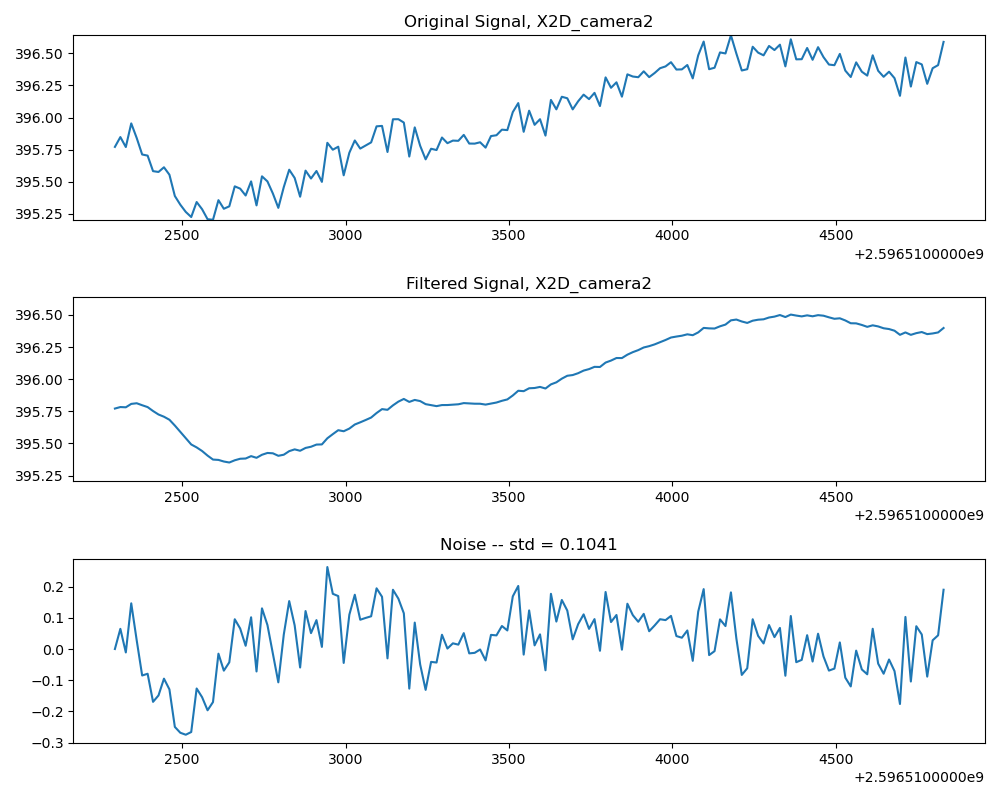 Original Signal, X2D_camera2
396.50
396.25
396.00
395.75
395.50
395.25
2500 3000 3500 4000 4500
+2.5965100000e9
Filtered Signal, X2D_camera2
396.50
396.25
396.00
395.75
395.50
395.25
2500 3000 3500 4000 4500
+2.5965100000e9
Noise -- std = 0.1041
0.2
0.1
0.0
−0.1
−0.2
−0.3
2500 3000 3500 4000 4500
+2.5965100000e9